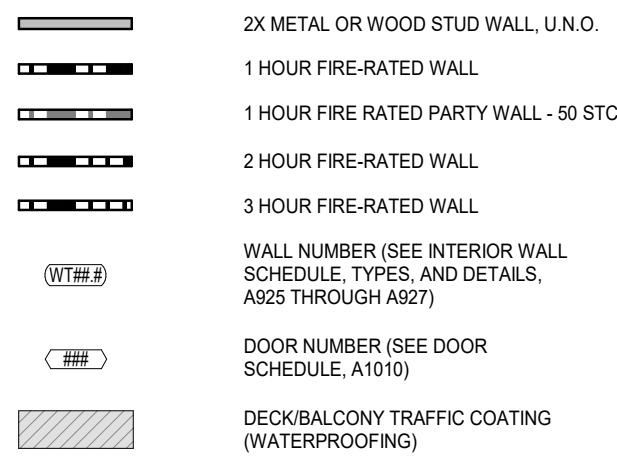 2X METAL OR WOOD STUD WALL, U.N.O.
1 HOUR FIRE-RATED WALL
1 HOUR FIRE RATED PARTY WALL - 50 STC
2 HOUR FIRE-RATED WALL
3 HOUR FIRE-RATED WALL
WT##.#
WALL NUMBER (SEE INTERIOR WALL
SCHEDULE, TYPES, AND DETAILS,
A925 THROUGH A927)
###
DOOR NUMBER (SEE DOOR
SCHEDULE, A1010)
DECK/BALCONY TRAFFIC COATING
(WATERPROOFING)